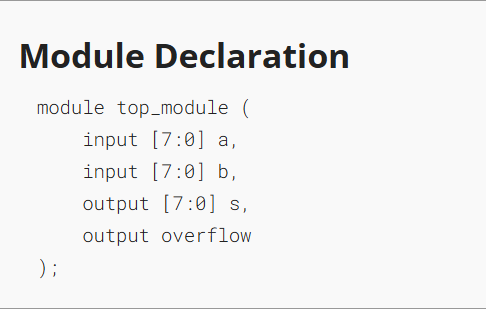 Module Declaration
module top_module (
    input [7:0] a,
    input [7:0] b,
    output [7:0] s,
    output overflow
);